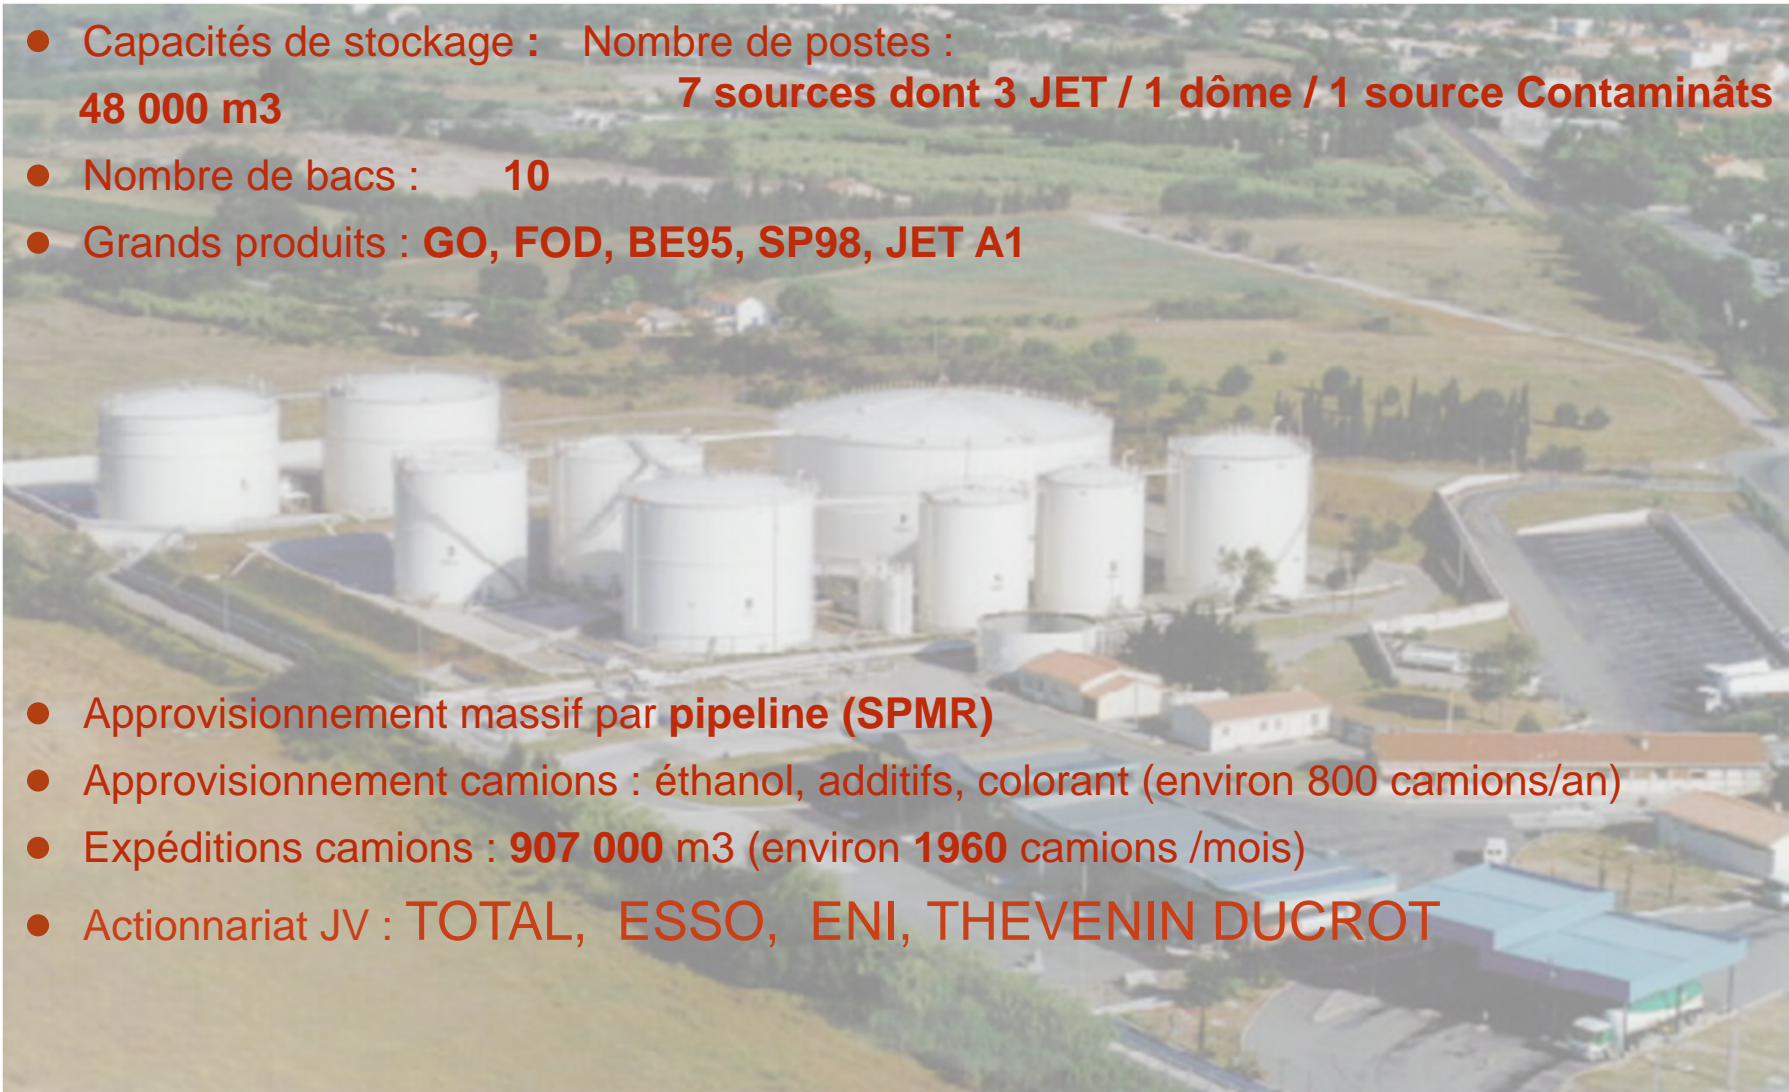 Capacités de stockage : Nombre de postes :
7 sources dont 3 JET / 1 dôme / 1 source Contaminâts
48 000 m3
Nombre de bacs : 10
Grands produits : GO, FOD, BE95, SP98, JET A1
Approvisionnement massif par pipeline (SPMR)
Approvisionnement camions : éthanol, additifs, colorant (environ 800 camions/an)
Expéditions camions : 907 000 m3 (environ 1960 camions /mois)
Actionnariat JV : TOTAL, ESSO, ENI, THEVENIN DUCROT